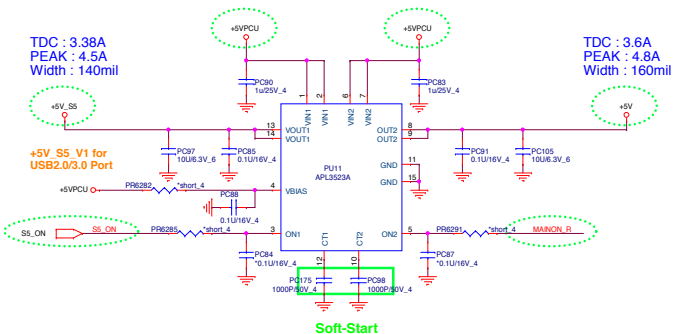 +5VPCU
+5VPCU
TDC : 3.38A
PEAK : 4.5A
Width : 140mil
TDC : 3.6A
PEAK : 4.8A
Width : 160mil
PC90
1u/25V_4
PC83
1u/25V_4
1
2
6
7
VIN1
VIN1
VIN2
VIN2
+5V_S5
+5V
13
14
VOUT1
VOUT1
OUT2
OUT2
8
9
PC97
10U/6.3V_6
PC85
0.1U/16V_4
PC91
0.1U/16V_4
PC105
10U/6.3V_6
+5V_S5_V1 for
USB2.0/3.0 Port
PU11
APL3523A
GND
GND
11
15
+5VPCU
PR6282
*short_4
4
VBIAS
PC88
0.1U/16V_4
S5_ON
S5_ON
PR6285
*short_4
3
ON1
ON2
5
PR6291
*short_4
MAINON_R
PC84
*0.1U/16V_4
PC87
*0.1U/16V_4
CT1
CT2
12
10
PC175
1000P/50V_4
PC98
1000P/50V_4
Soft-Start